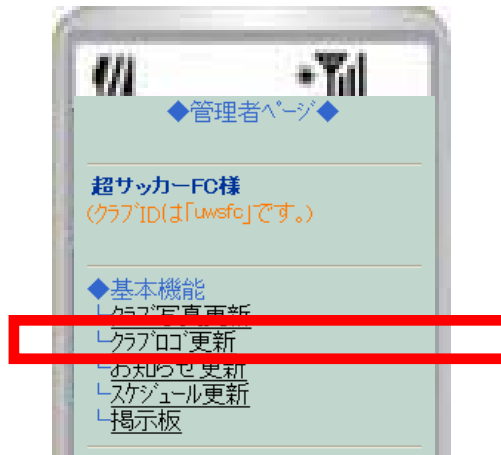 ◆管理者ﾍﾟｰｼﾞ◆
超サッカーFC様
(ｸﾗﾌﾞIDは「uwsfc」です。)
◆基本機能
└ｸﾗﾌﾞ写真更新
└ｸﾗﾌﾞﾛｺﾞ更新
└お知らせ更新
└ｽｹｼﾞｭｰﾙ更新
└掲示板